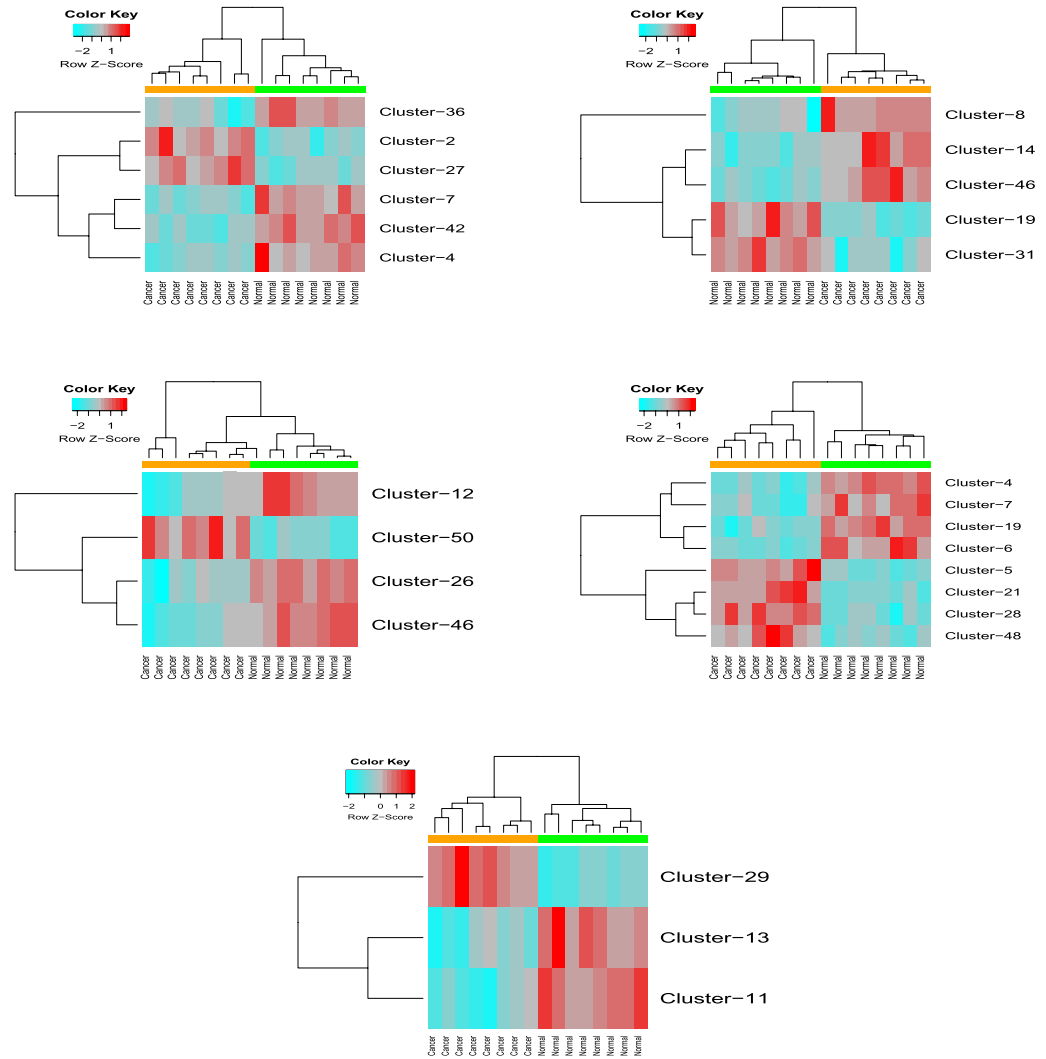 Color Key
−2 1
Row Z−Score
Cluster−36
Cluster−2
Cluster−27
Cluster−7
Cluster−42
Cluster−4
Cancer Cancer Cancer Cancer Cancer Cancer Cancer Cancer Normal Normal Normal Normal Normal Normal Normal Normal
Color Key
−2 1
Row Z−Score
Cluster−8
Cluster−14
Cluster−46
Cluster−19
Cluster−31
Normal Normal Normal Normal Normal Normal Normal Normal Cancer Cancer Cancer Cancer Cancer Cancer Cancer Cancer
Color Key
−2 1
Row Z−Score
Cluster−12
Cluster−50
Cluster−26
Cluster−46
Cancer Cancer Cancer Cancer Cancer Cancer Cancer Cancer Normal Normal Normal Normal Normal Normal Normal Normal
Color Key
−2 1
Row Z−Score
Cluster−4
Cluster−7
Cluster−19
Cluster−6
Cluster−5
Cluster−21
Cluster−28
Cluster−48
Cancer Cancer Cancer Cancer Cancer Cancer Cancer Cancer Normal Normal Normal Normal Normal Normal Normal Normal
Color Key
−2 0 1 2
Row Z−Score
Cluster−29
Cluster−13
Cluster−11
Cancer Cancer Cancer Cancer Cancer Cancer Cancer Cancer Normal Normal Normal Normal Normal Normal Normal Normal